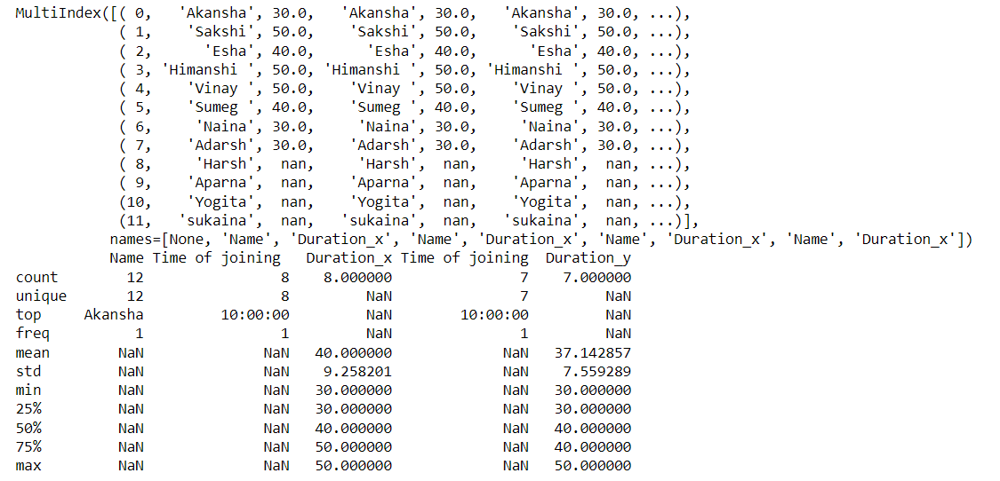 MultiIndex([( 0,   'Akansha', 30.0,   'Akansha', 30.0,   'Akansha', 30.0, ...),
            ( 1,    'Sakshi', 50.0,    'Sakshi', 50.0,    'Sakshi', 50.0, ...),
            ( 2,      'Esha', 40.0,      'Esha', 40.0,      'Esha', 40.0, ...),
            ( 3, 'Himanshi ', 50.0, 'Himanshi ', 50.0, 'Himanshi ', 50.0, ...),
            ( 4,    'Vinay ', 50.0,    'Vinay ', 50.0,    'Vinay ', 50.0, ...),
            ( 5,    'Sumeg ', 40.0,    'Sumeg ', 40.0,    'Sumeg ', 40.0, ...),
            ( 6,     'Naina', 30.0,     'Naina', 30.0,     'Naina', 30.0, ...),
            ( 7,    'Adarsh', 30.0,    'Adarsh', 30.0,    'Adarsh', 30.0, ...),
            ( 8,     'Harsh',  nan,     'Harsh',  nan,     'Harsh',  nan, ...),
            ( 9,    'Aparna',  nan,    'Aparna',  nan,    'Aparna',  nan, ...),
            (10,    'Yogita',  nan,    'Yogita',  nan,    'Yogita',  nan, ...),
            (11,   'sukaina',  nan,   'sukaina',  nan,   'sukaina',  nan, ...)],
           names=[None, 'Name', 'Duration_x', 'Name', 'Duration_x', 'Name', 'Duration_x', 'Name', 'Duration_x'])
           Name Time of joining   Duration_x Time of joining  Duration_y
count        12               8     8.000000               7    7.000000
unique       12               8          NaN               7         NaN
top     Akansha        10:00:00          NaN        10:00:00         NaN
freq          1               1          NaN               1         NaN
mean        NaN             NaN    40.000000             NaN   37.142857
std         NaN             NaN     9.258201             NaN    7.559289
min         NaN             NaN    30.000000             NaN   30.000000
25%         NaN             NaN    30.000000             NaN   30.000000
50%         NaN             NaN    40.000000             NaN   40.000000
75%         NaN             NaN    50.000000             NaN   40.000000
max         NaN             NaN    50.000000             NaN   50.000000